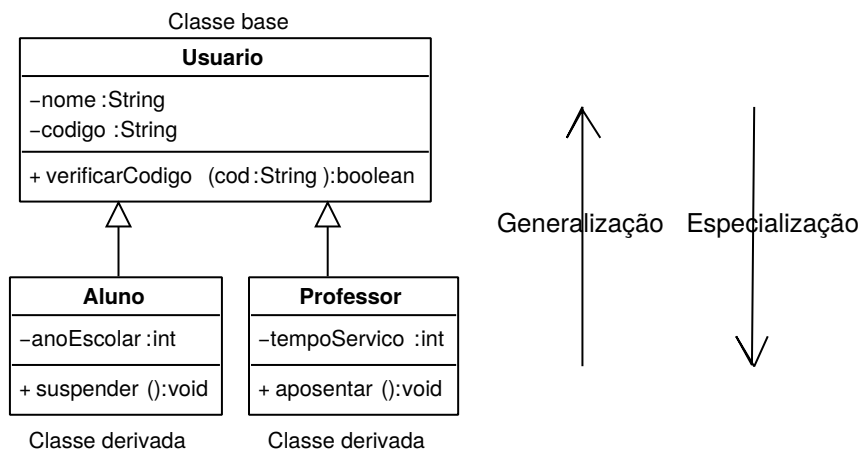 Classe base
Usuario
−nome :String
−codigo :String
+ verificarCodigo (cod:String ):boolean
Generalização
Especialização
Aluno
−anoEscolar :int
+ suspender ():void
Professor
−tempoServico :int
+ aposentar ():void
Classe derivada
Classe derivada